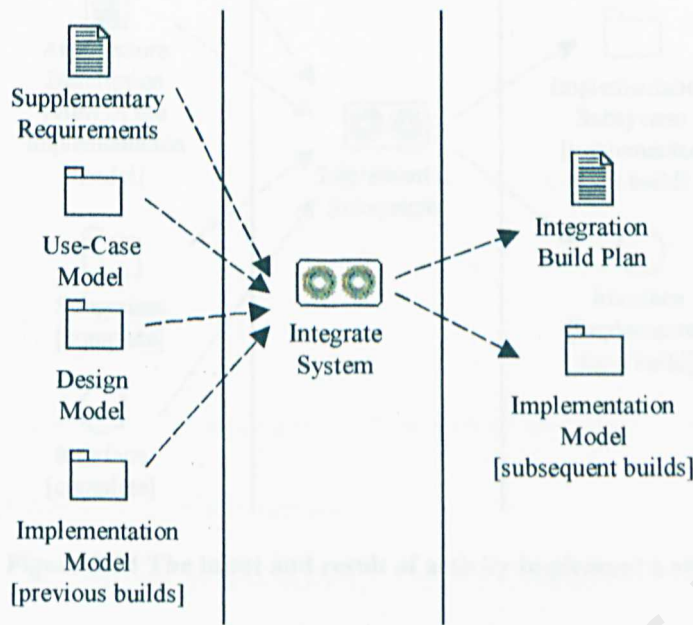 Supplementary
Requirements
Use-Case
Model
Design
Model
Implementation
Model
[previous builds]
Integrate
System
Integration
Build Plan
Implementation
Model
[subsequent builds]